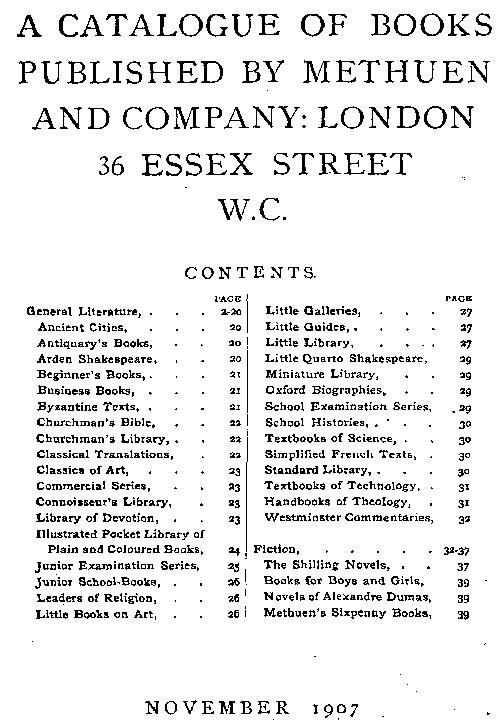 A CATALOGUE OF BOOKS
PUBLISHED BY METHUEN
AND COMPANY: LONDON
36 ESSEX STREET
W.C.
CONTENTS.
PAGE
General Literature, . . . 2-20
Ancient Cities, . . . 20
Antiquary's Books, . . 20
Arden Shakespeare, . . 20
Beginner's Books, . . . 21
Business Books, . . . 21
Byzantine Texts, . . . 21
Churchman's Bible, . . 22
Churchman's Library, . . 22
Classical Translations, . 22
Classics of Art, . . . 23
Commercial Series, . . 23
Connoisseur's Library, . 23
Library of Devotion, . . 23
Illustrated Pocket Library of
Plain and Coloured Books, 24
Junior Examination Series, 25
Junior School-Books, . . 26
Leaders of Religion, . . 26
Little Books on Art, . . 26
PAGE
Little Galleries, . . . 27
Little Guides, . . . . 27
Little Library, . . . . 27
Little Quarto Shakespeare, 29
Miniature Library, . . 29
Oxford Biographies, . . 29
School Examination Series, . 29
School Histories, . . . 30
Textbooks of Science, . . 30
Simplified French Texts, . 30
Standard Library, . . . 30
Textbooks of Technology, . 31
Handbooks of Theology, . 31
Westminster Commentaries, 32
Fiction, . . . . . 32-37
The Shilling Novels, . . 37
Books for Boys and Girls, 39
Novels of Alexandre Dumas, 39
Methuen's Sixpenny Books, 39
NOVEMBER 1907